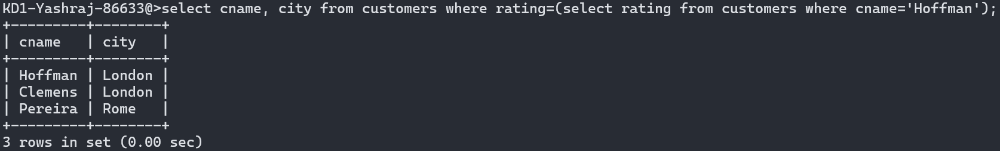 KD1-Yashraj-86633@>select cname, city from customers where rating=(select rating from customers where cname='Hoffman');
+---------+--------+
| cname   | city   |
+---------+--------+
| Hoffman | London |
| Clemens | London |
| Pereira | Rome   |
+---------+--------+
3 rows in set (0.00 sec)